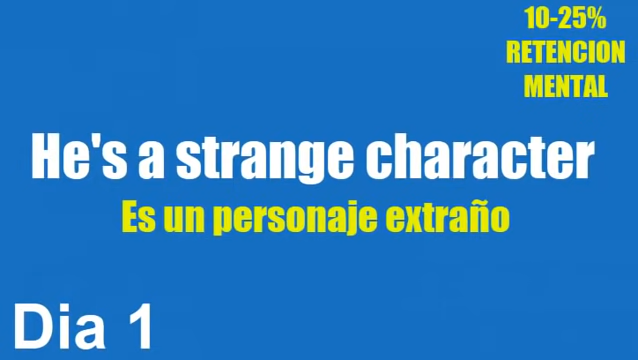 10-25%
RETENCION
MENTAL
He's a strange character
Es un personaje extraño
Dia 1